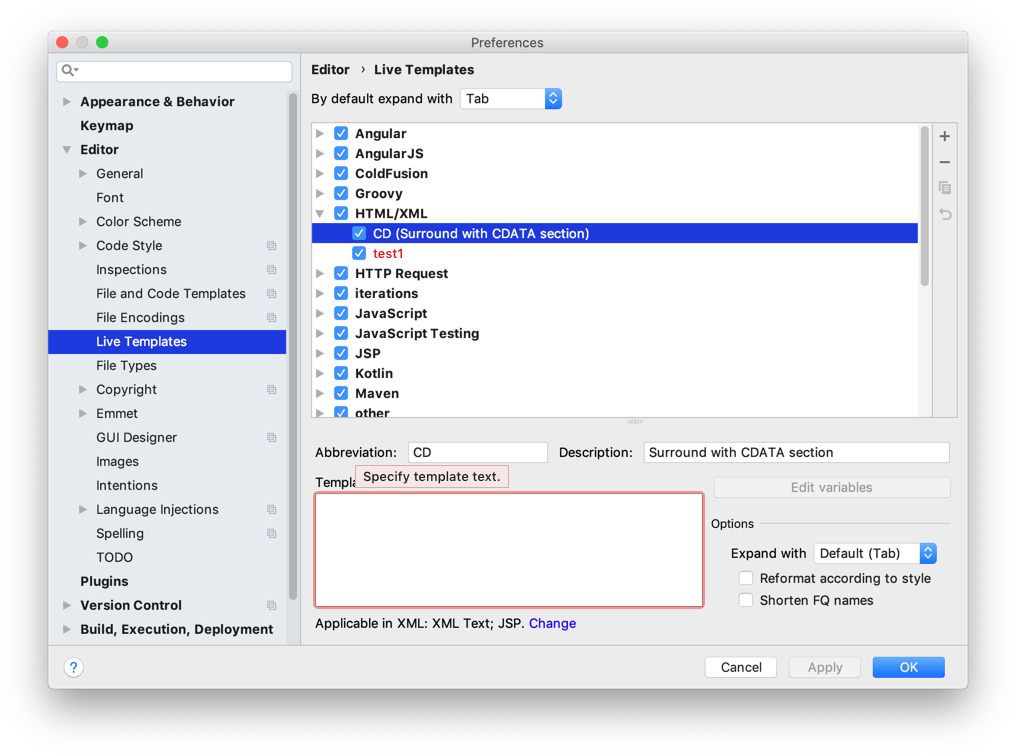 Preferences
Appearance & Behavior
Keymap
Editor
General
Font
Color Scheme
Code Style
Inspections
File and Code Templates
File Encodings
Live Templates
File Types
Copyright
Emmet
GUI Designer
Images
Intentions
Language Injections
Spelling
TODO
Plugins
Version Control
Build, Execution, Deployment
Editor › Live Templates
By default expand with Tab
Angular
AngularJS
ColdFusion
Groovy
HTML/XML
CD (Surround with CDATA section)
test1
HTTP Request
iterations
JavaScript
JavaScript Testing
JSP
Kotlin
Maven
other
Abbreviation: CD Description: Surround with CDATA section
Templa
Specify template text.
Edit variables
Options
Expand with Default (Tab)
Reformat according to style
Shorten FQ names
Applicable in XML: XML Text; JSP. Change
? Cancel Apply OK